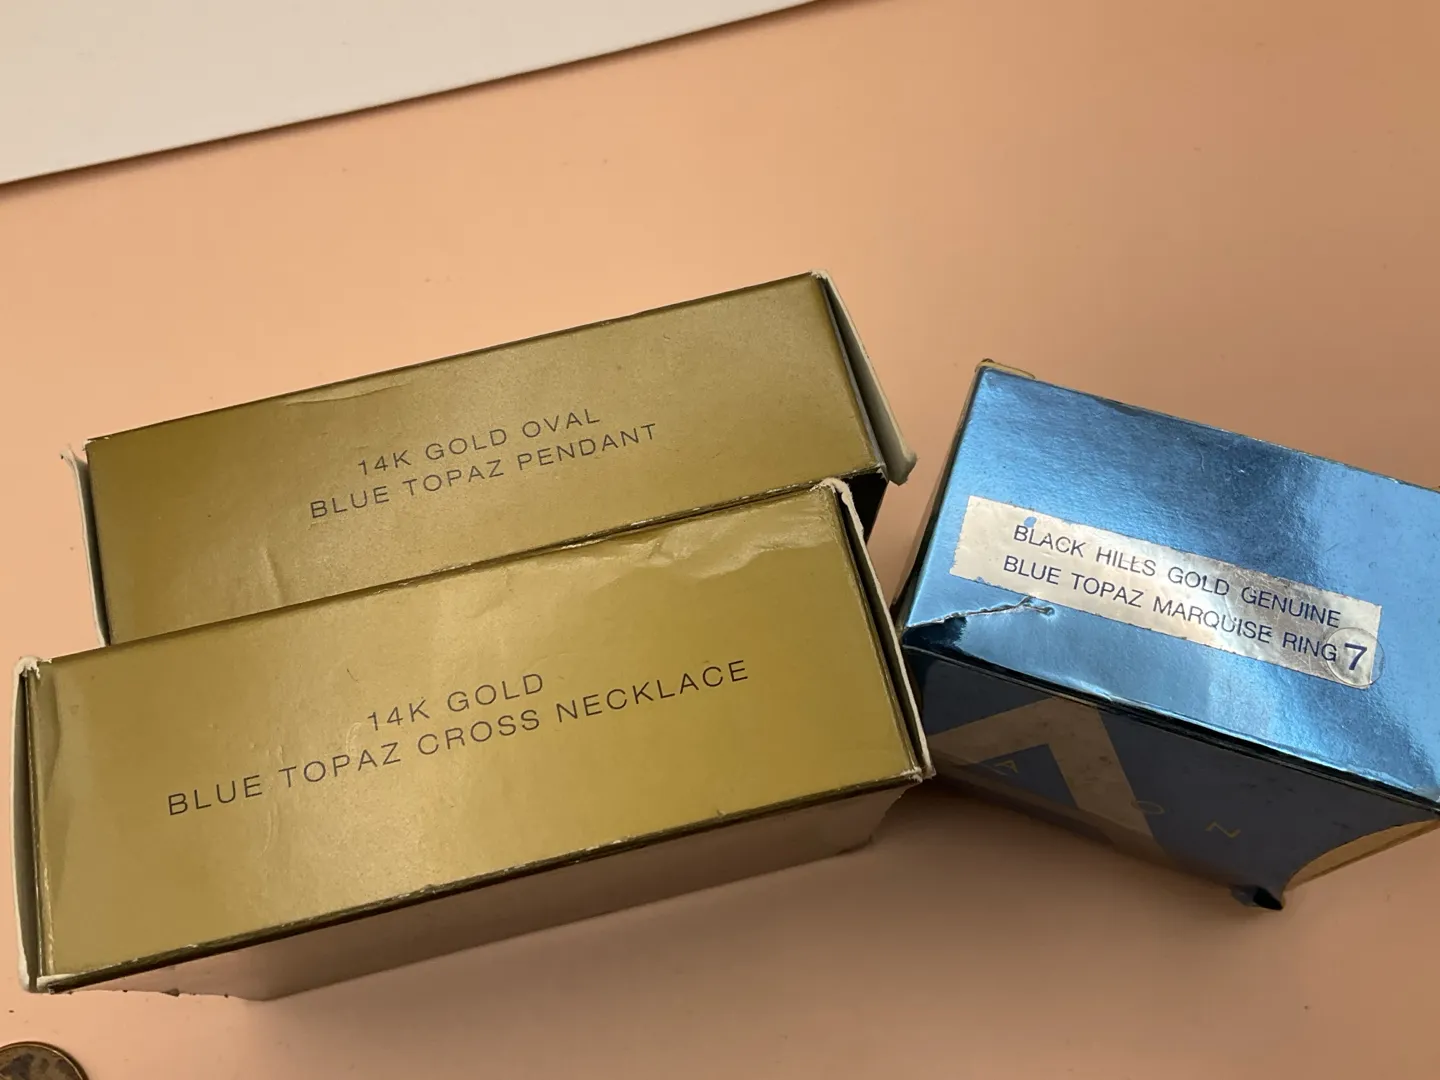 14K GOLD OVAL
BLUE TOPAZ PENDANT
14K GOLD
BLUE TOPAZ CROSS NECKLACE
BLACK HILLS GOLD GENUINE
BLUE TOPAZ MARQUISE RING 7
A O N